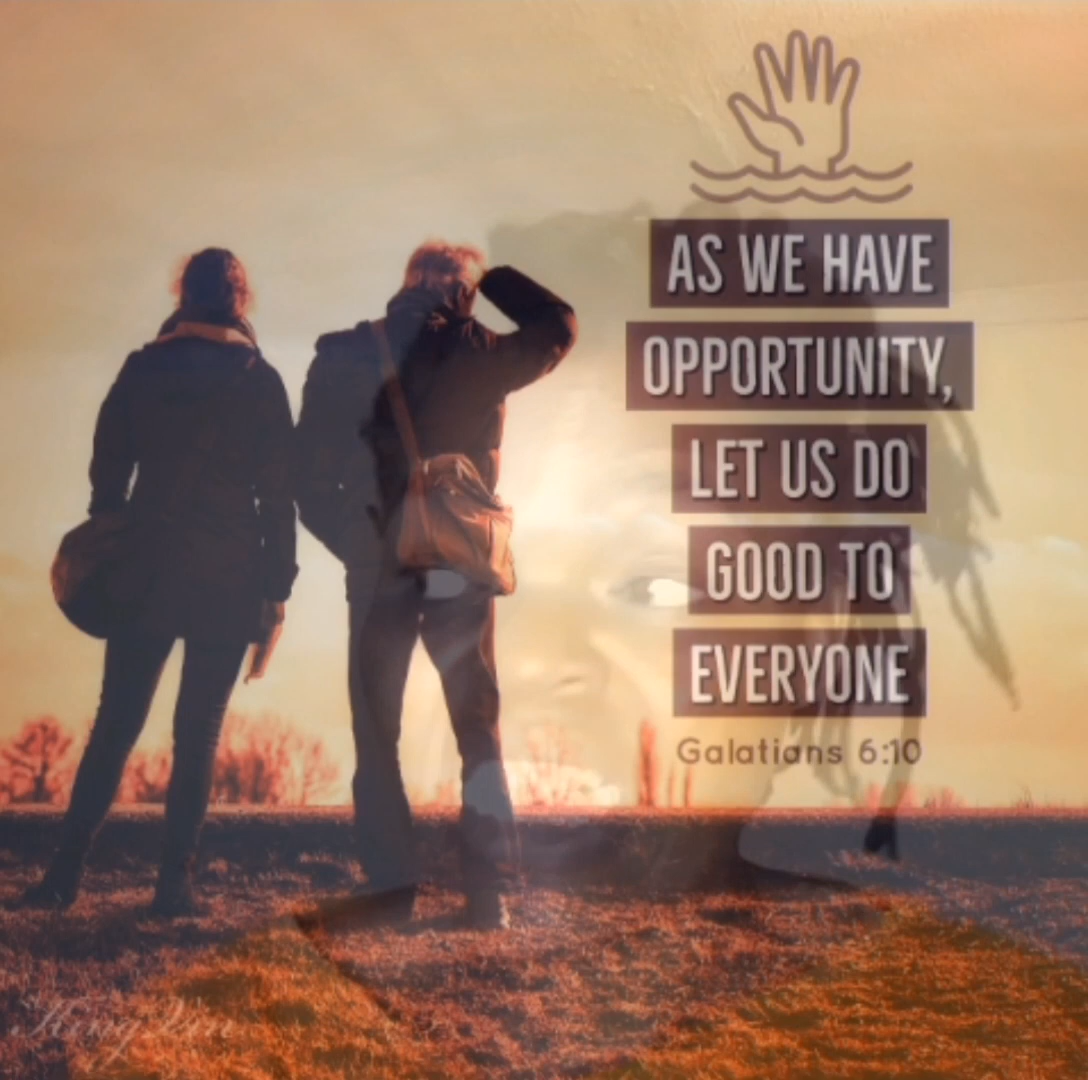 AS WE HAVE
OPPORTUNITY,
LET US DO
GOOD TO
EVERYONE
Galatians 6:10